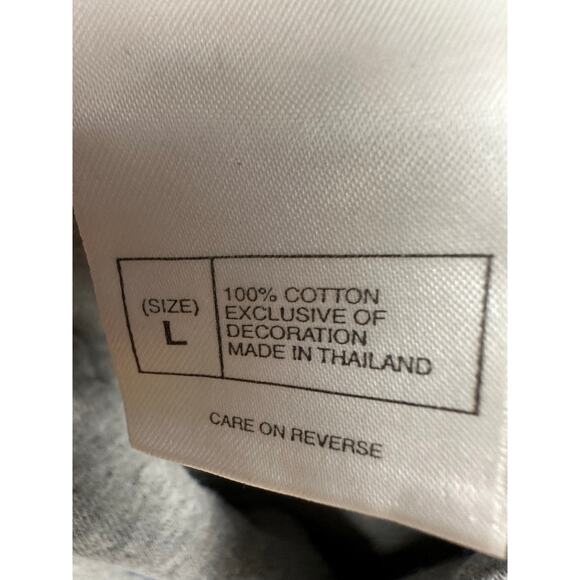 (SIZE)
L
100% COTTON
EXCLUSIVE OF
DECORATION
MADE IN THAILAND
CARE ON REVERSE